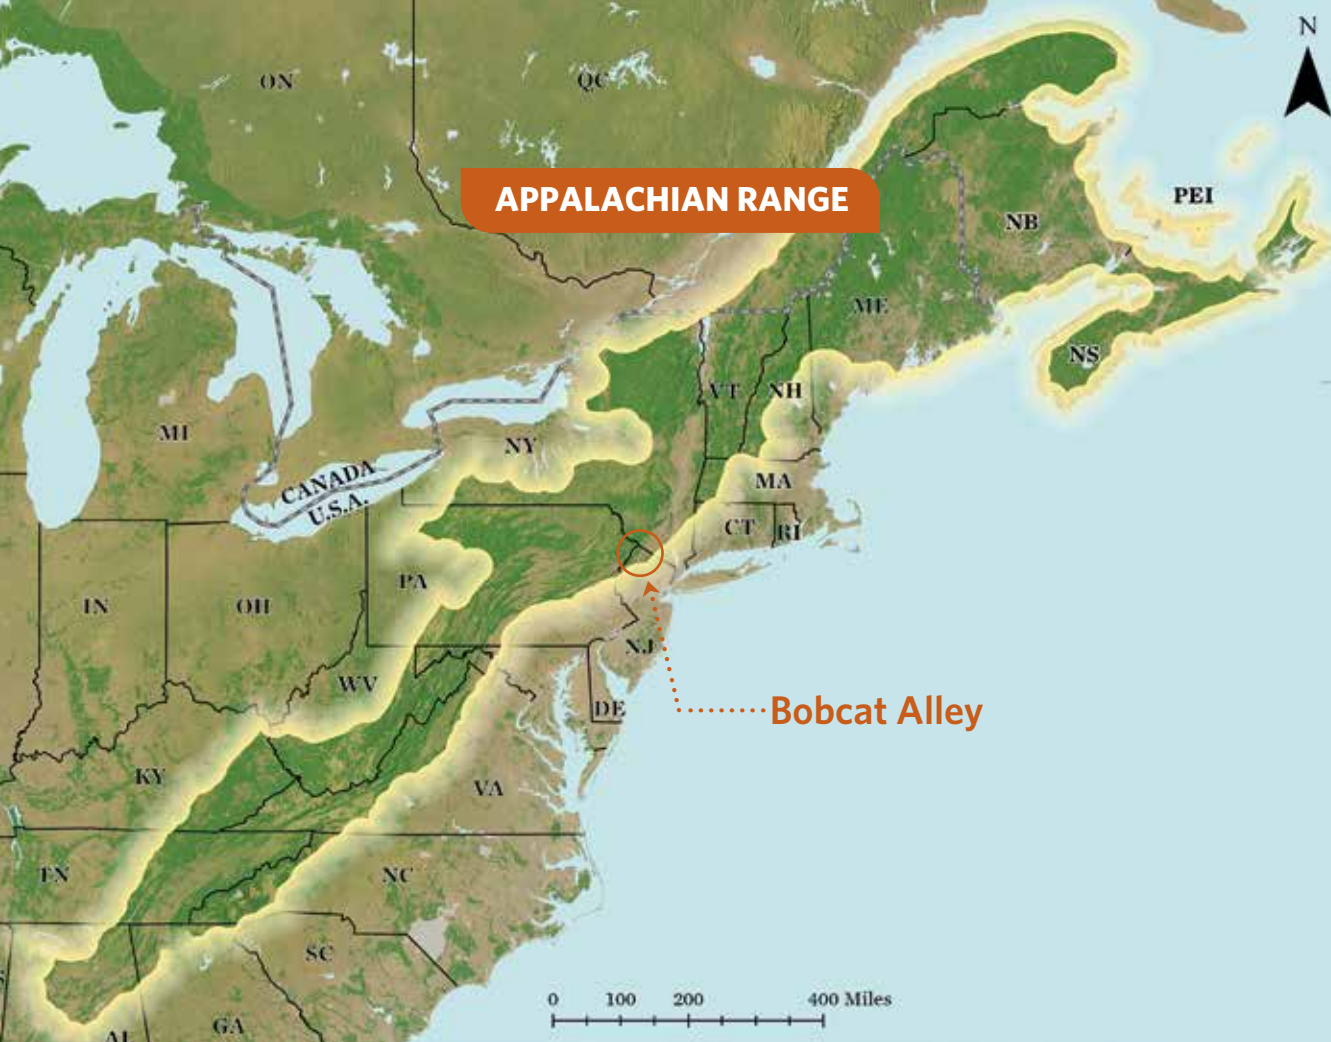 N
ON
QC
APPALACHIAN RANGE
PEI
NB
ME
NS
VT
NH
MI
NY
CANADA
U.S.A.
MA
CT
RI
PA
IN
OH
NJ
WV
DE
Bobcat Alley
KY
VA
TN
NC
SC
GA
AL
0 100 200 400 Miles